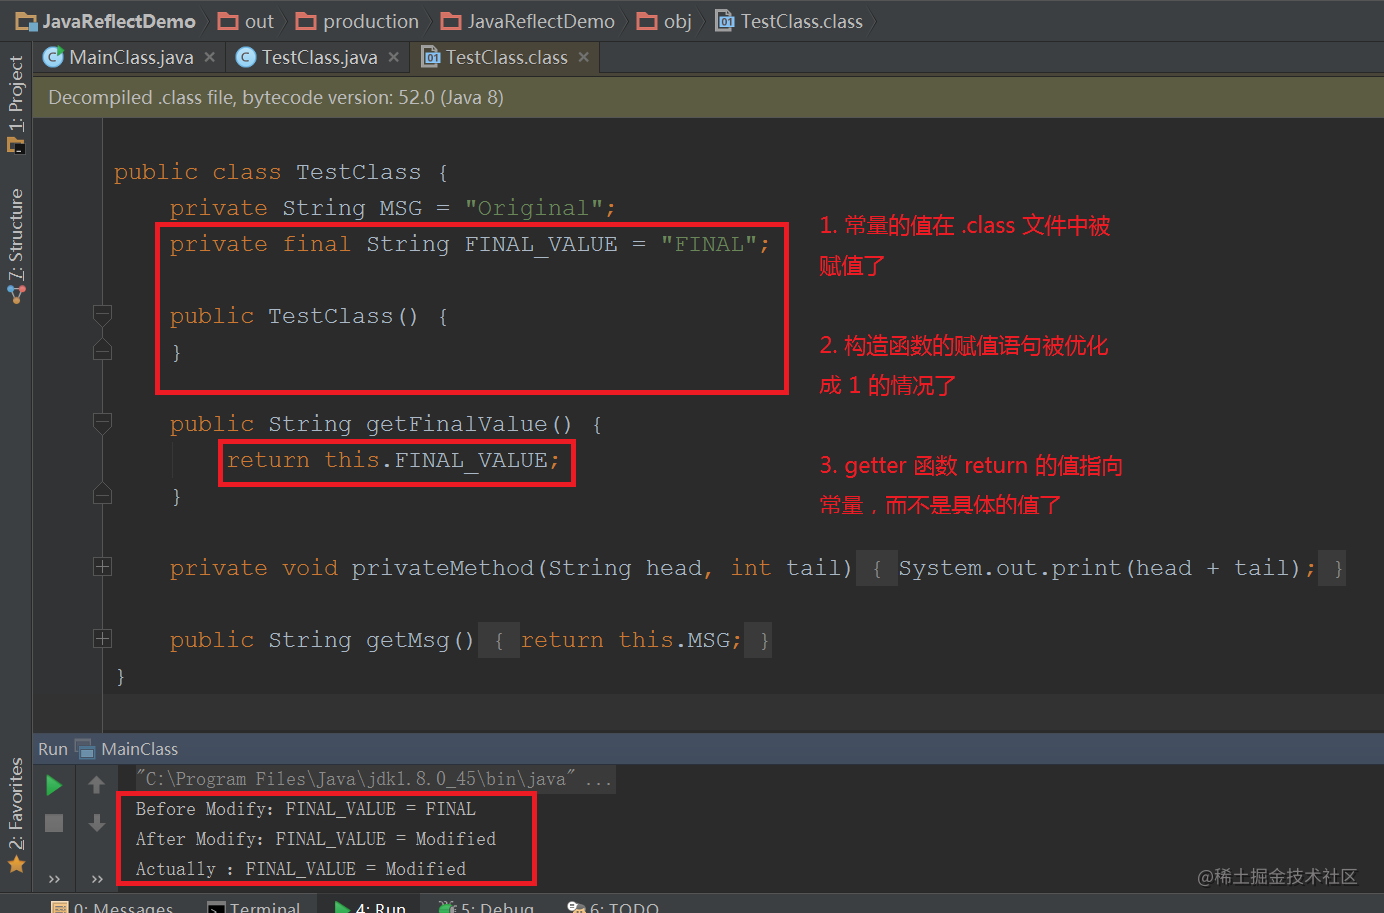 JavaReflectDemo out production JavaReflectDemo obj TestClass.class
MainClass.java TestClass.java TestClass.class
Decompiled .class file, bytecode version: 52.0 (Java 8)
1: Project
7: Structure
2: Favorites
public class TestClass {
private String MSG = "Original";
private final String FINAL_VALUE = "FINAL";
public TestClass() {
}
public String getFinalValue() {
return this.FINAL_VALUE;
}
private void privateMethod(String head, int tail) { System.out.print(head + tail); }
public String getMsg() { return this.MSG; }
}
1. 常量的值在 .class 文件中被
赋值了
2. 构造函数的赋值语句被优化
成 1 的情况了
3. getter 函数 return 的值指向
常量，而不是具体的值了
Run MainClass
"C:\Program Files\Java\jdk1.8.0_45\bin\java" ...
Before Modify: FINAL_VALUE = FINAL
After Modify: FINAL_VALUE = Modified
Actually : FINAL_VALUE = Modified
@稀土掘金技术社区
0: Messages Terminal 4: Run 5: Debug 6: TODO